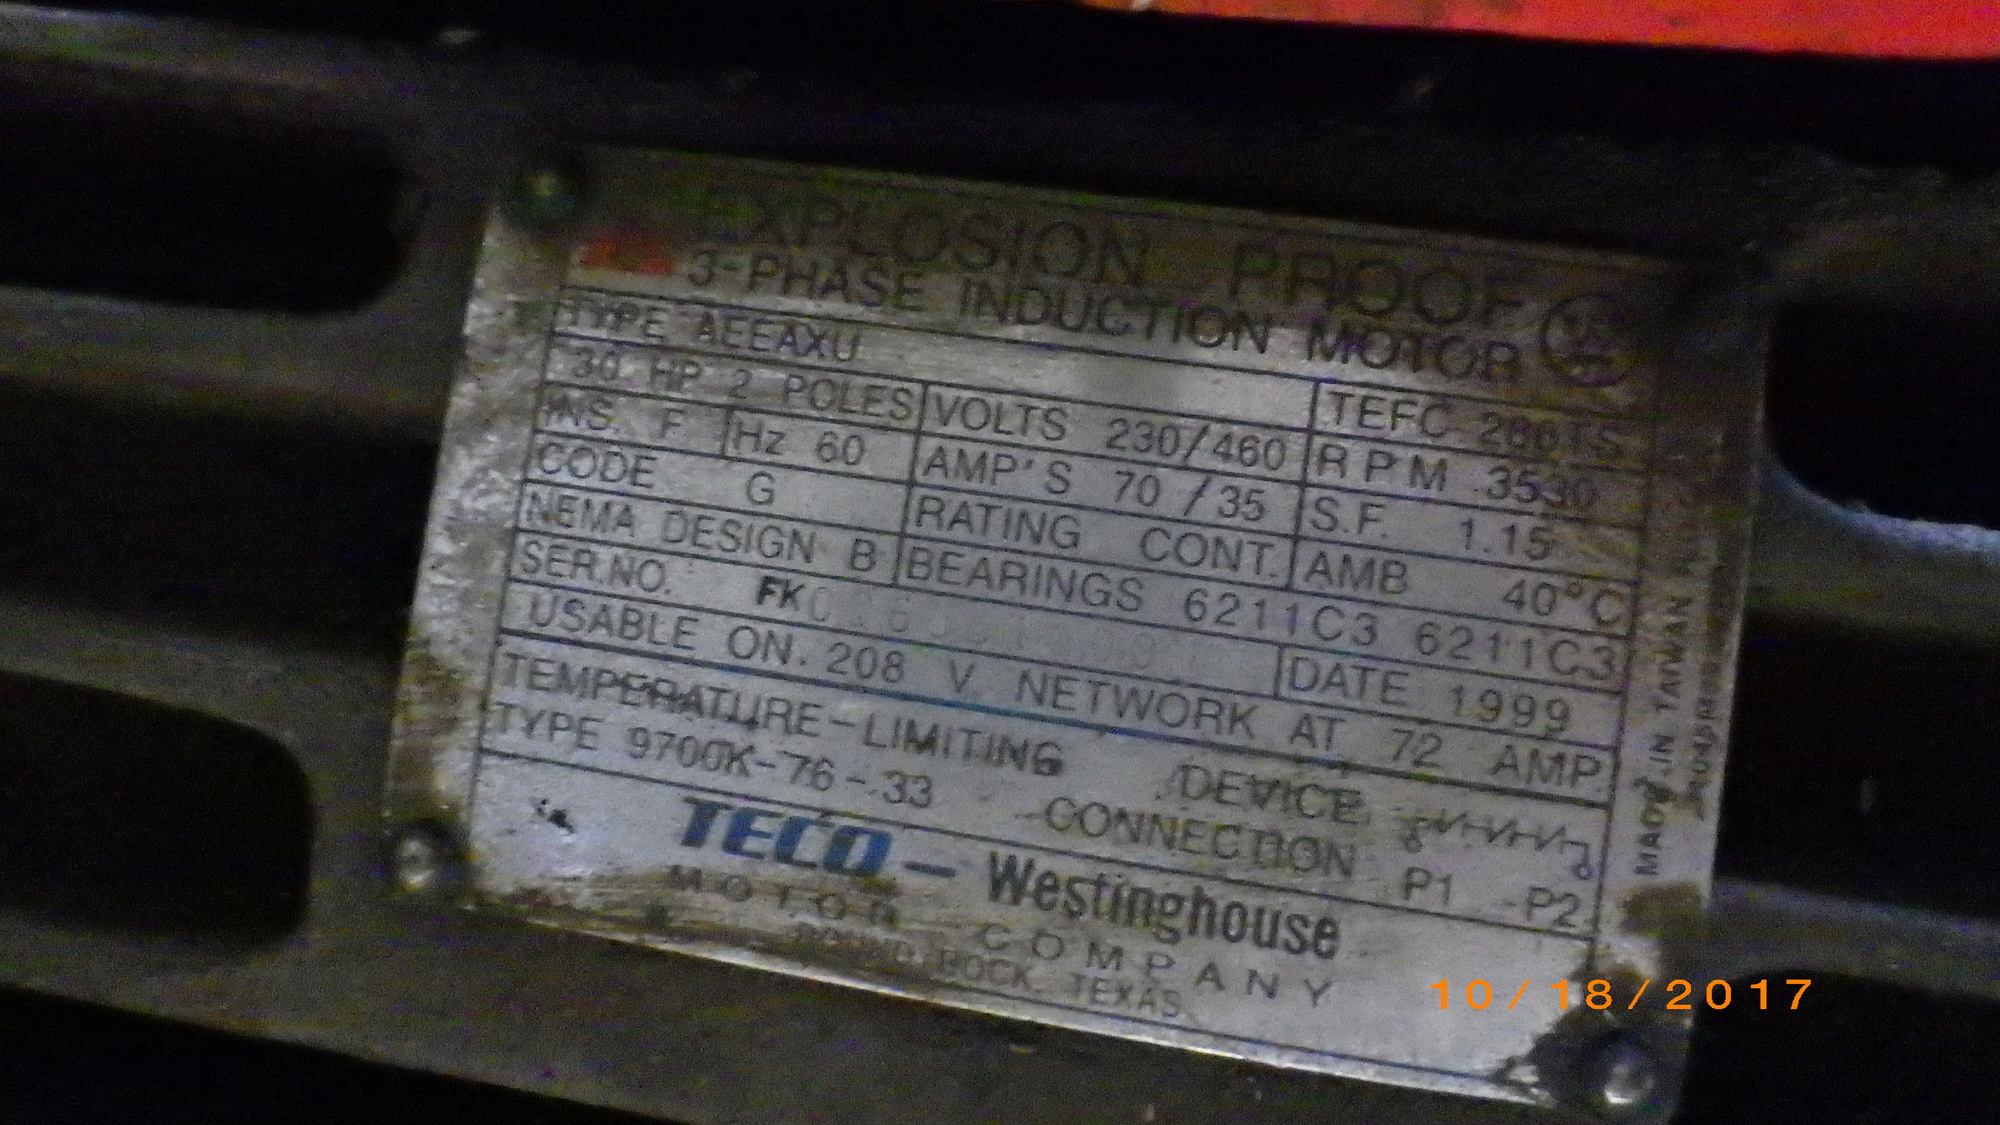 EXPLOSION PROOF
3-PHASE INDUCTION MOTOR
TYPE AEEAXU TEFC 286TS
30 HP 2 POLES VOLTS 230/460 RPM 3530
INS. F Hz 60 AMP'S 70 /35 S.F. 1.15
CODE G RATING CONT. AMB 40°C
NEMA DESIGN B BEARINGS 6211C3 6211C3
SER.NO. DATE 1999
USABLE ON. 208 V. NETWORK AT 72 AMP.
TEMPERATURE-LIMITING DEVICE
TYPE 9700K-76-33 CONNECTION P1 P2
TECO-Westinghouse
MOTOR COMPANY
ROUND ROCK, TEXAS
MADE IN TAIWAN
10/18/2017